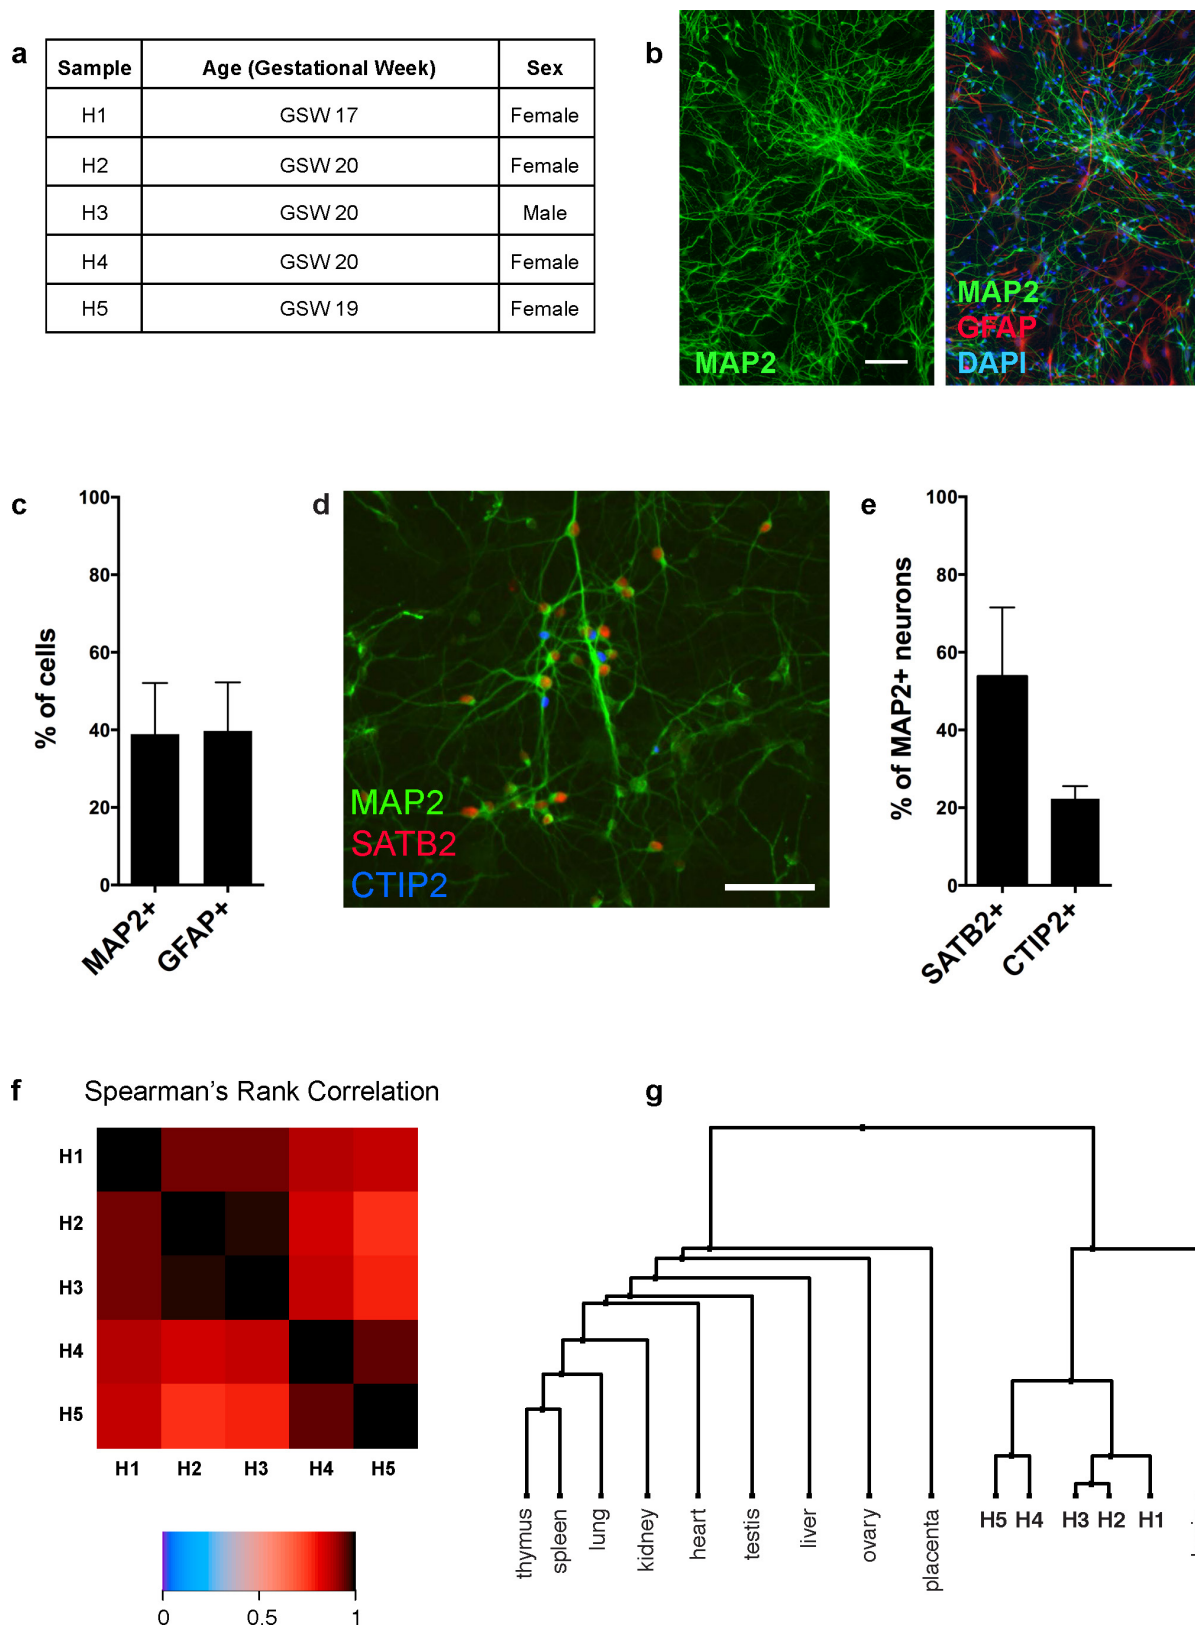 a
Sample Age (Gestational Week) Sex
H1 GSW 17 Female
H2 GSW 20 Female
H3 GSW 20 Male
H4 GSW 20 Female
H5 GSW 19 Female
b
MAP2
MAP2
GFAP
DAPI
c
% of cells
100
80
60
40
20
0
MAP2+
GFAP+
d
MAP2
SATB2
CTIP2
e
% of MAP2+ neurons
100
80
60
40
20
0
SATB2+
CTIP2+
f
Spearman's Rank Correlation
H1
H2
H3
H4
H5
H1 H2 H3 H4 H5
0 0.5 1
g
thymus
spleen
lung
kidney
heart
testis
liver
ovary
placenta
H5 H4 H3 H2 H1